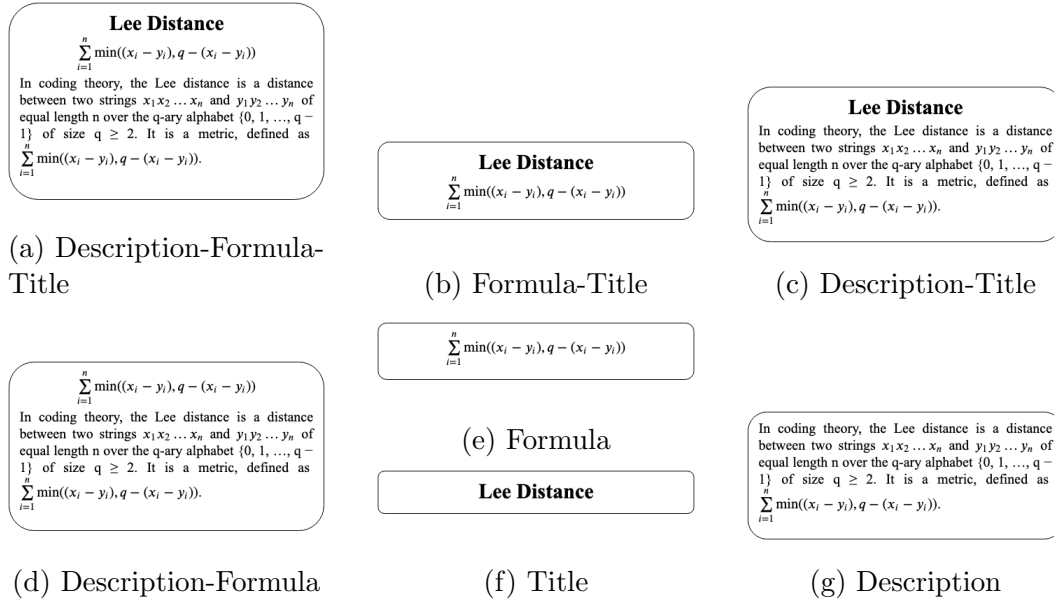 Lee Distance
\sum_{i=1}^{n} min((x_i − y_i), q − (x_i − y_i))
In coding theory, the Lee distance is a distance
between two strings x_1x_2 … x_n and y_1y_2 … y_n of
equal length n over the q-ary alphabet {0, 1, …, q −
1} of size q ≥ 2. It is a metric, defined as
\sum_{i=1}^{n} min((x_i − y_i), q − (x_i − y_i)).
(a) Description-Formula-
Title
Lee Distance
\sum_{i=1}^{n} min((x_i − y_i), q − (x_i − y_i))
(b) Formula-Title
Lee Distance
In coding theory, the Lee distance is a distance
between two strings x_1x_2 … x_n and y_1y_2 … y_n of
equal length n over the q-ary alphabet {0, 1, …, q −
1} of size q ≥ 2. It is a metric, defined as
\sum_{i=1}^{n} min((x_i − y_i), q − (x_i − y_i)).
(c) Description-Title
\sum_{i=1}^{n} min((x_i − y_i), q − (x_i − y_i))
In coding theory, the Lee distance is a distance
between two strings x_1x_2 … x_n and y_1y_2 … y_n of
equal length n over the q-ary alphabet {0, 1, …, q −
1} of size q ≥ 2. It is a metric, defined as
\sum_{i=1}^{n} min((x_i − y_i), q − (x_i − y_i)).
(d) Description-Formula
\sum_{i=1}^{n} min((x_i − y_i), q − (x_i − y_i))
(e) Formula
Lee Distance
(f) Title
In coding theory, the Lee distance is a distance
between two strings x_1x_2 … x_n and y_1y_2 … y_n of
equal length n over the q-ary alphabet {0, 1, …, q −
1} of size q ≥ 2. It is a metric, defined as
\sum_{i=1}^{n} min((x_i − y_i), q − (x_i − y_i)).
(g) Description